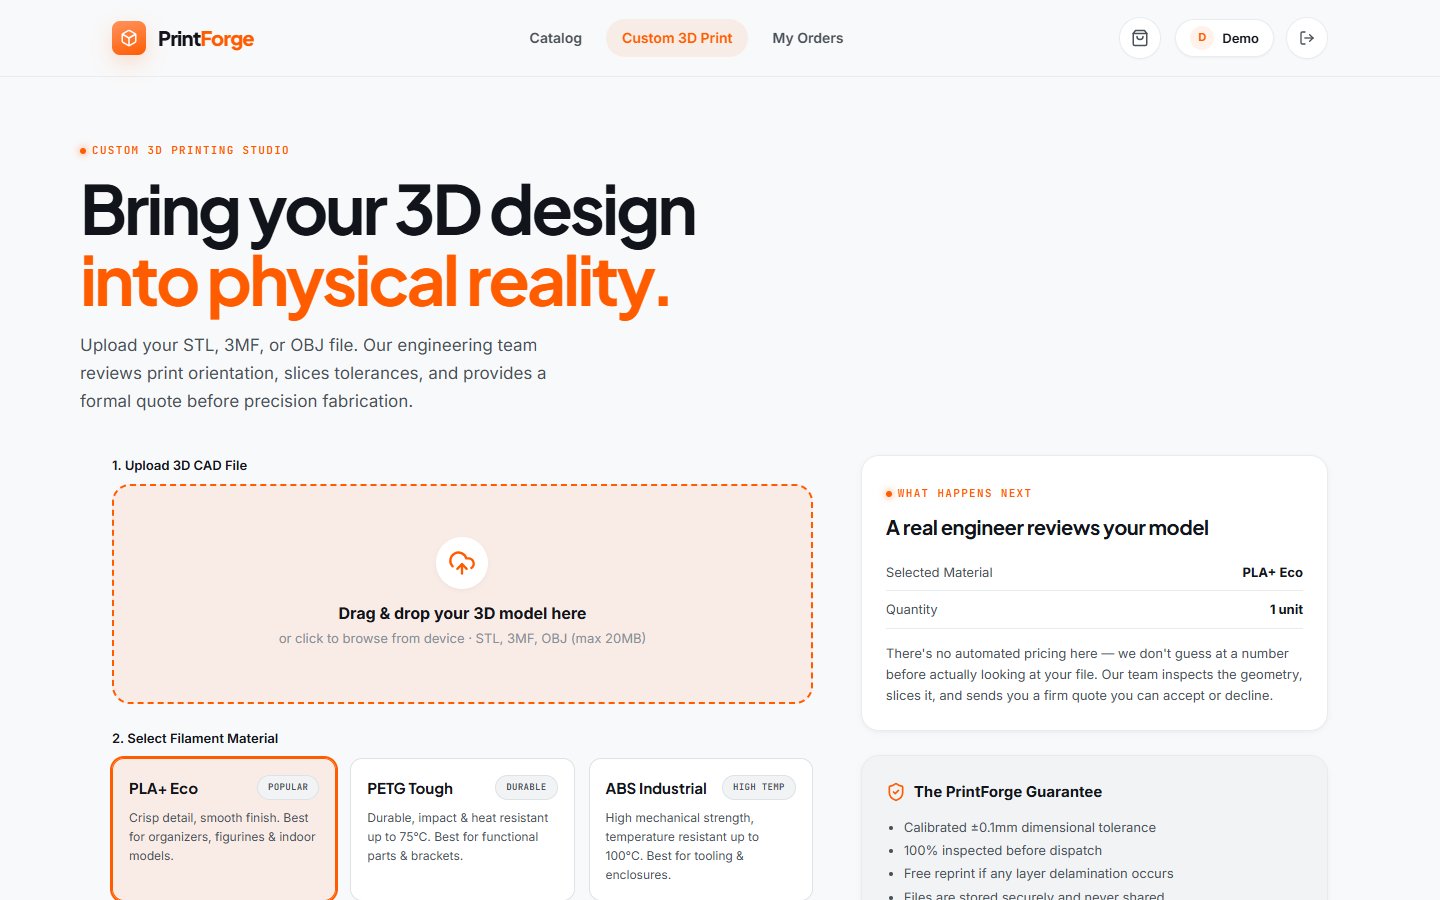 PrintForge
Catalog
Custom 3D Print
My Orders
D
Demo
CUSTOM 3D PRINTING STUDIO
Bring your 3D design
into physical reality.
Upload your STL, 3MF, or OBJ file. Our engineering team
reviews print orientation, slices tolerances, and provides a
formal quote before precision fabrication.
1. Upload 3D CAD File
Drag & drop your 3D model here
or click to browse from device · STL, 3MF, OBJ (max 20MB)
2. Select Filament Material
PLA+ Eco
POPULAR
Crisp detail, smooth finish. Best
for organizers, figurines & indoor
models.
PETG Tough
DURABLE
Durable, impact & heat resistant
up to 75°C. Best for functional
parts & brackets.
ABS Industrial
HIGH TEMP
High mechanical strength,
temperature resistant up to
100°C. Best for tooling &
enclosures.
WHAT HAPPENS NEXT
A real engineer reviews your model
Selected Material
PLA+ Eco
Quantity
1 unit
There's no automated pricing here — we don't guess at a number
before actually looking at your file. Our team inspects the geometry,
slices it, and sends you a firm quote you can accept or decline.
The PrintForge Guarantee
• Calibrated ±0.1mm dimensional tolerance
• 100% inspected before dispatch
• Free reprint if any layer delamination occurs
• Files are stored securely and never shared